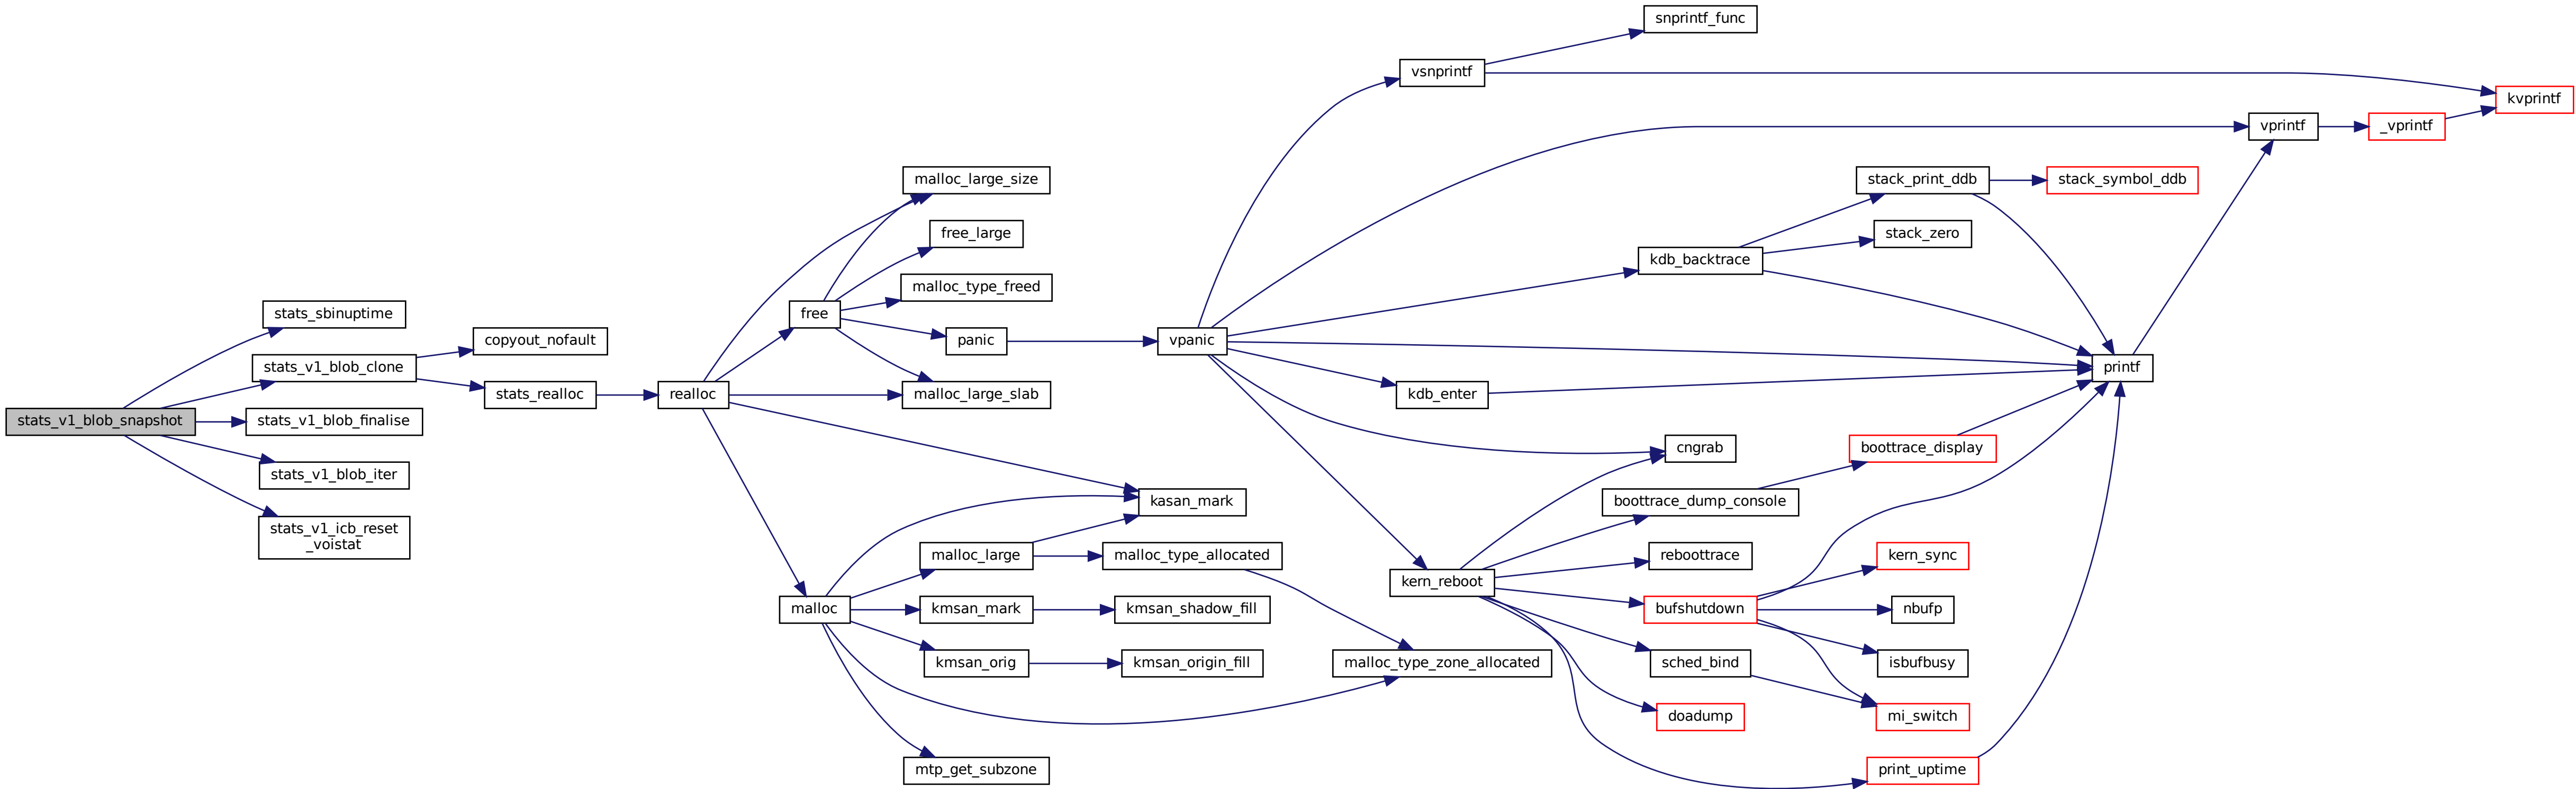 snprintf_func
vsnprintf
kvprintf
vprintf
_vprintf
malloc_large_size
stack_print_ddb
stack_symbol_ddb
free_large
stack_zero
kdb_backtrace
malloc_type_freed
stats_sbinuptime
free
copyout_nofault
panic
vpanic
stats_v1_blob_clone
printf
stats_realloc
realloc
malloc_large_slab
kdb_enter
stats_v1_blob_snapshot
stats_v1_blob_finalise
cngrab
boottrace_display
stats_v1_blob_iter
kasan_mark
boottrace_dump_console
stats_v1_icb_reset
_voistat
malloc_large
malloc_type_allocated
reboottrace
kern_sync
kern_reboot
malloc
kmsan_mark
kmsan_shadow_fill
bufshutdown
nbufp
kmsan_orig
kmsan_origin_fill
malloc_type_zone_allocated
sched_bind
isbufbusy
doadump
mi_switch
mtp_get_subzone
print_uptime